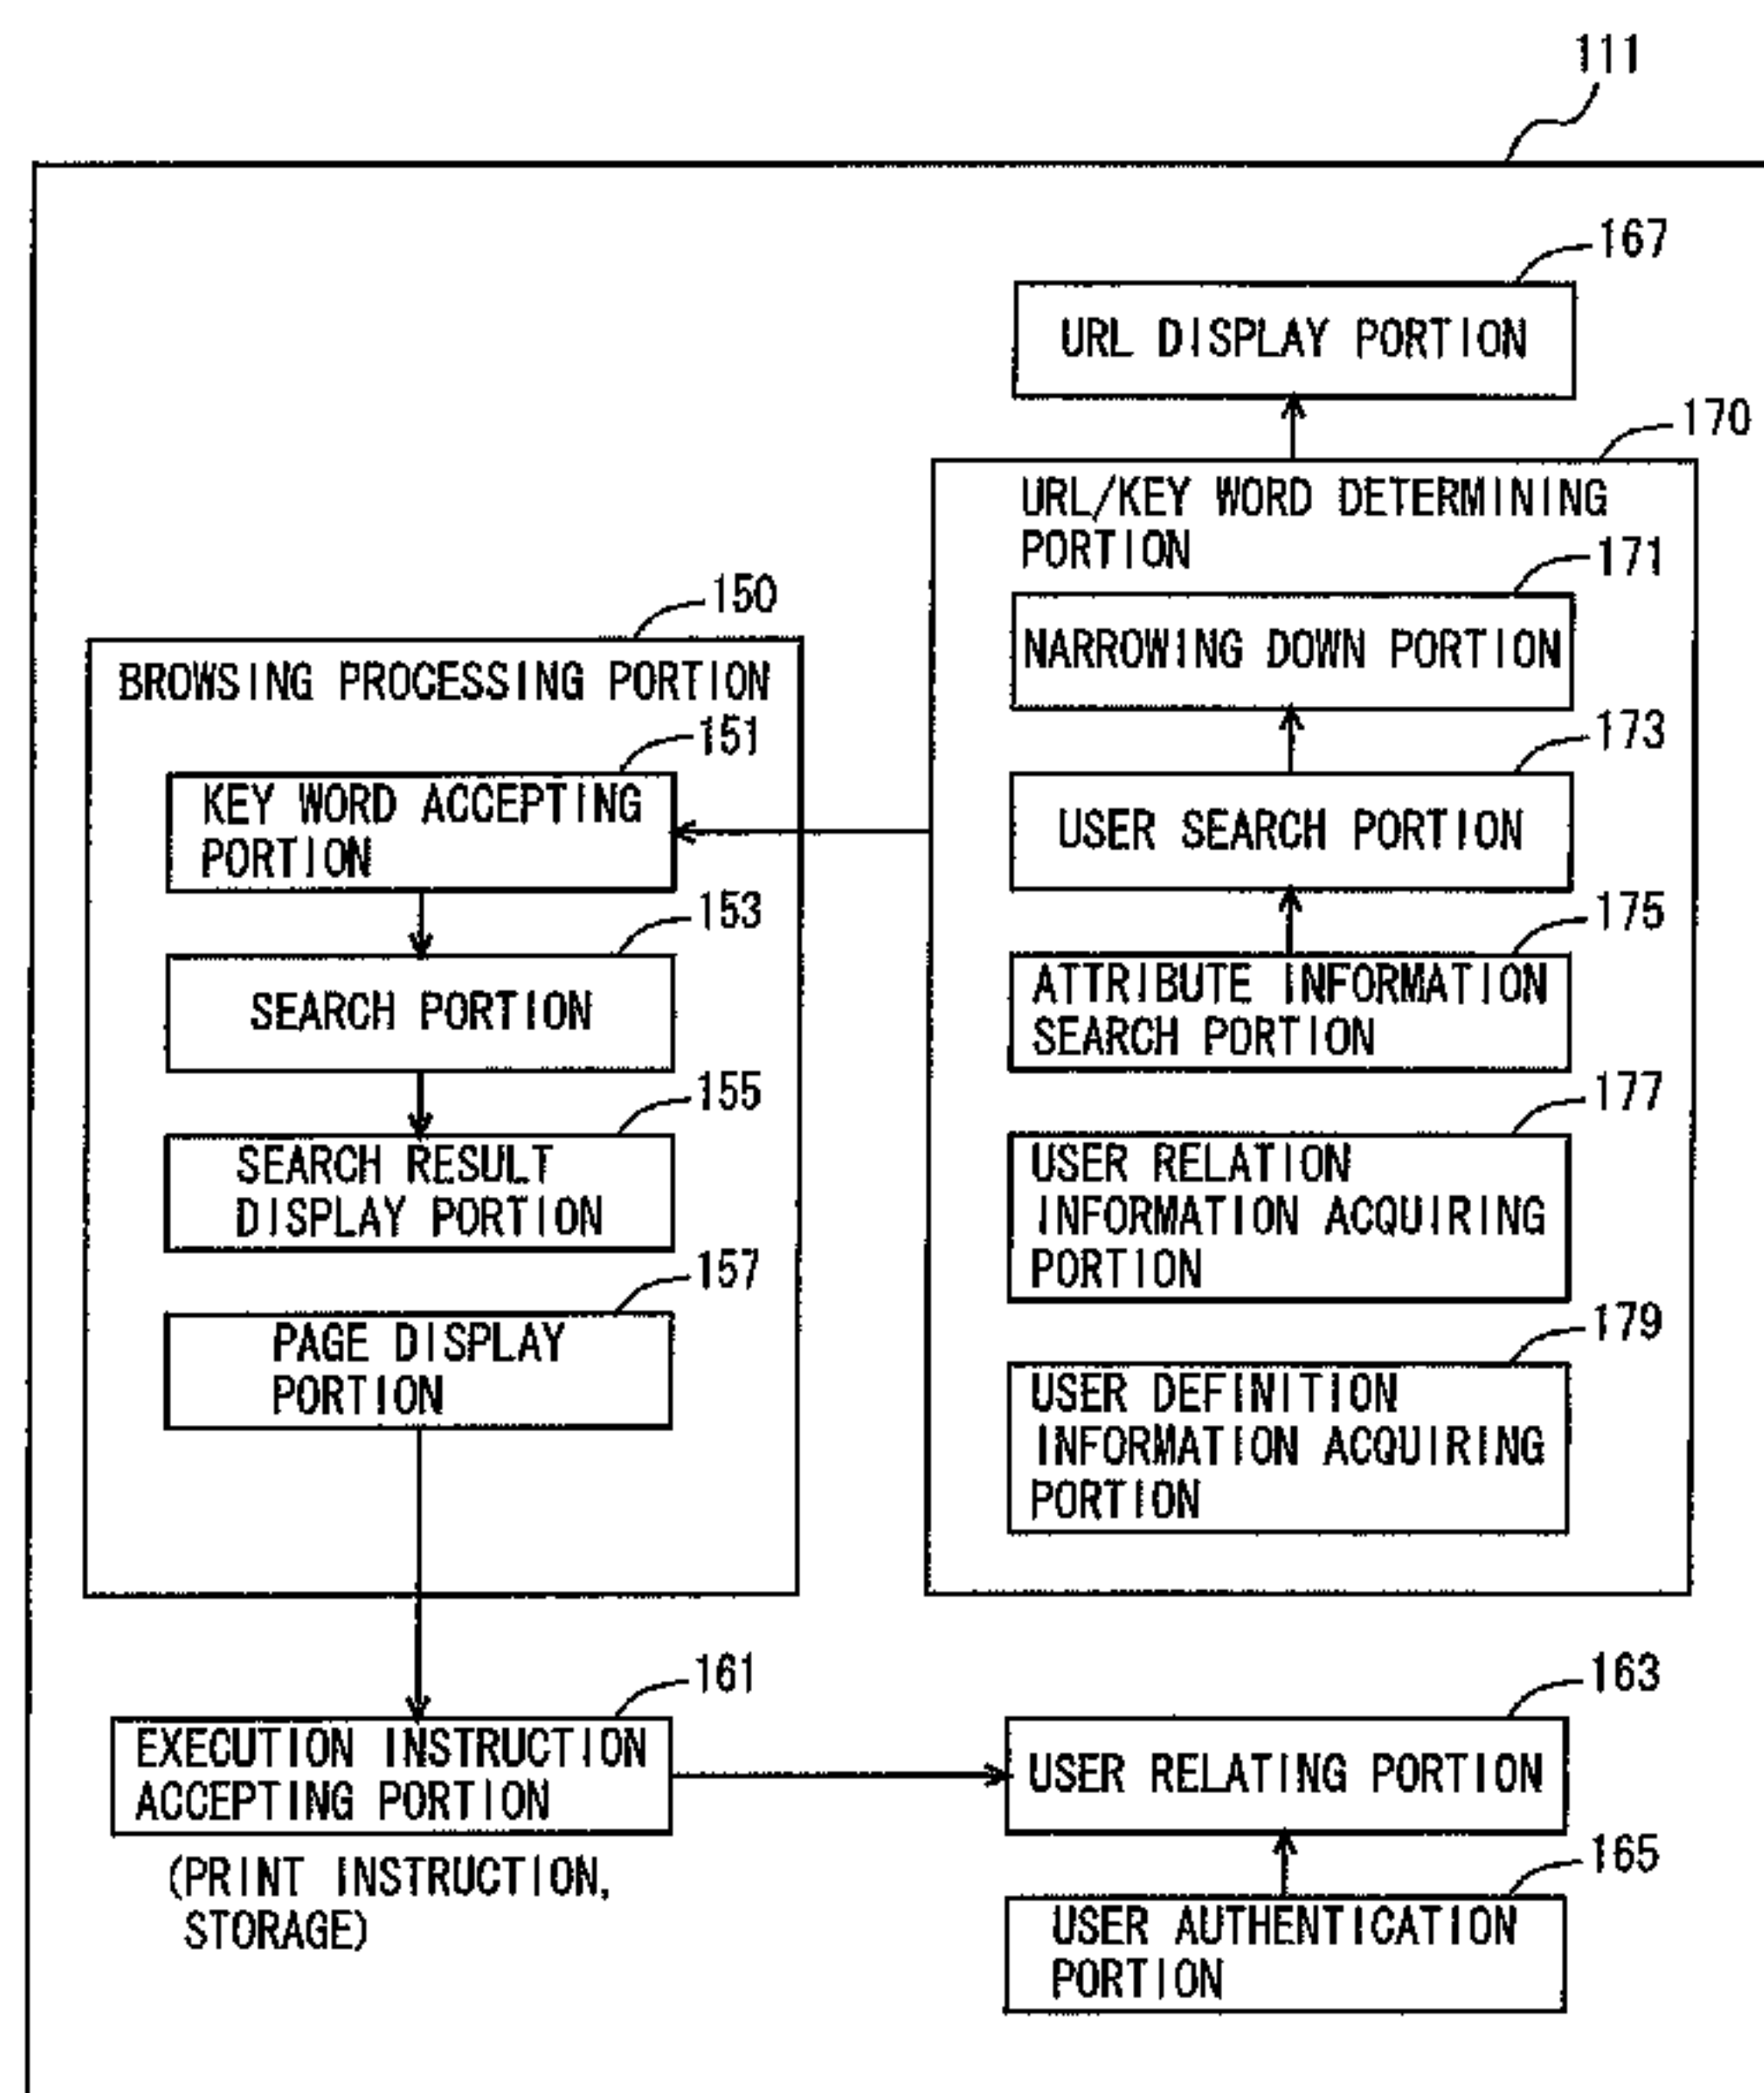 111
167
URL DISPLAY PORTION
170
URL/KEY WORD DETERMINING
PORTION
171
NARROWING DOWN PORTION
173
USER SEARCH PORTION
175
ATTRIBUTE INFORMATION
SEARCH PORTION
177
USER RELATION
INFORMATION ACQUIRING
PORTION
179
USER DEFINITION
INFORMATION ACQUIRING
PORTION
150
BROWSING PROCESSING PORTION
151
KEY WORD ACCEPTING
PORTION
153
SEARCH PORTION
155
SEARCH RESULT
DISPLAY PORTION
157
PAGE DISPLAY
PORTION
161
EXECUTION INSTRUCTION
ACCEPTING PORTION
(PRINT INSTRUCTION,
STORAGE)
163
USER RELATING PORTION
165
USER AUTHENTICATION
PORTION